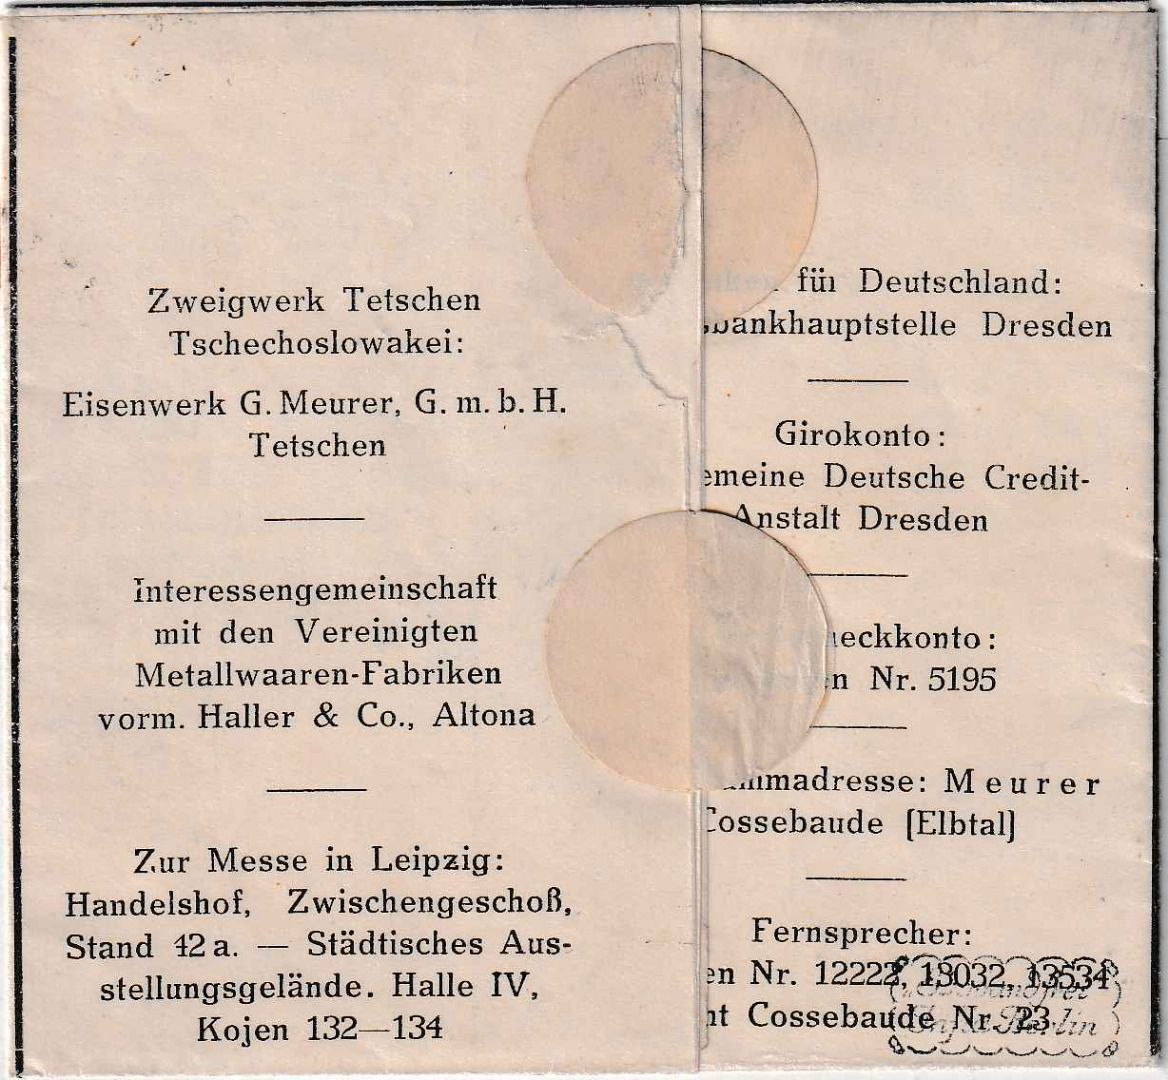 Zweigwerk Tetschen
Tschechoslowakei:
Eisenwerk G. Meurer, G. m. b. H.
Tetschen
Interessengemeinschaft
mit den Vereinigten
Metallwaaren-Fabriken
vorm. Haller & Co., Altona
Zur Messe in Leipzig:
Handelshof, Zwischengeschoß,
Stand 42 a. — Städtisches Aus-
stellungsgelände. Halle IV,
Kojen 132—134
für Deutschland:
bankhauptstelle Dresden
Girokonto:
emeine Deutsche Credit-
Anstalt Dresden
heckkonto:
n Nr. 5195
mmadresse: Meurer
Cossebaude [Elbtal]
Fernsprecher:
en Nr. 12222, 13032, 13534
nt Cossebaude Nr. 23
Berlin